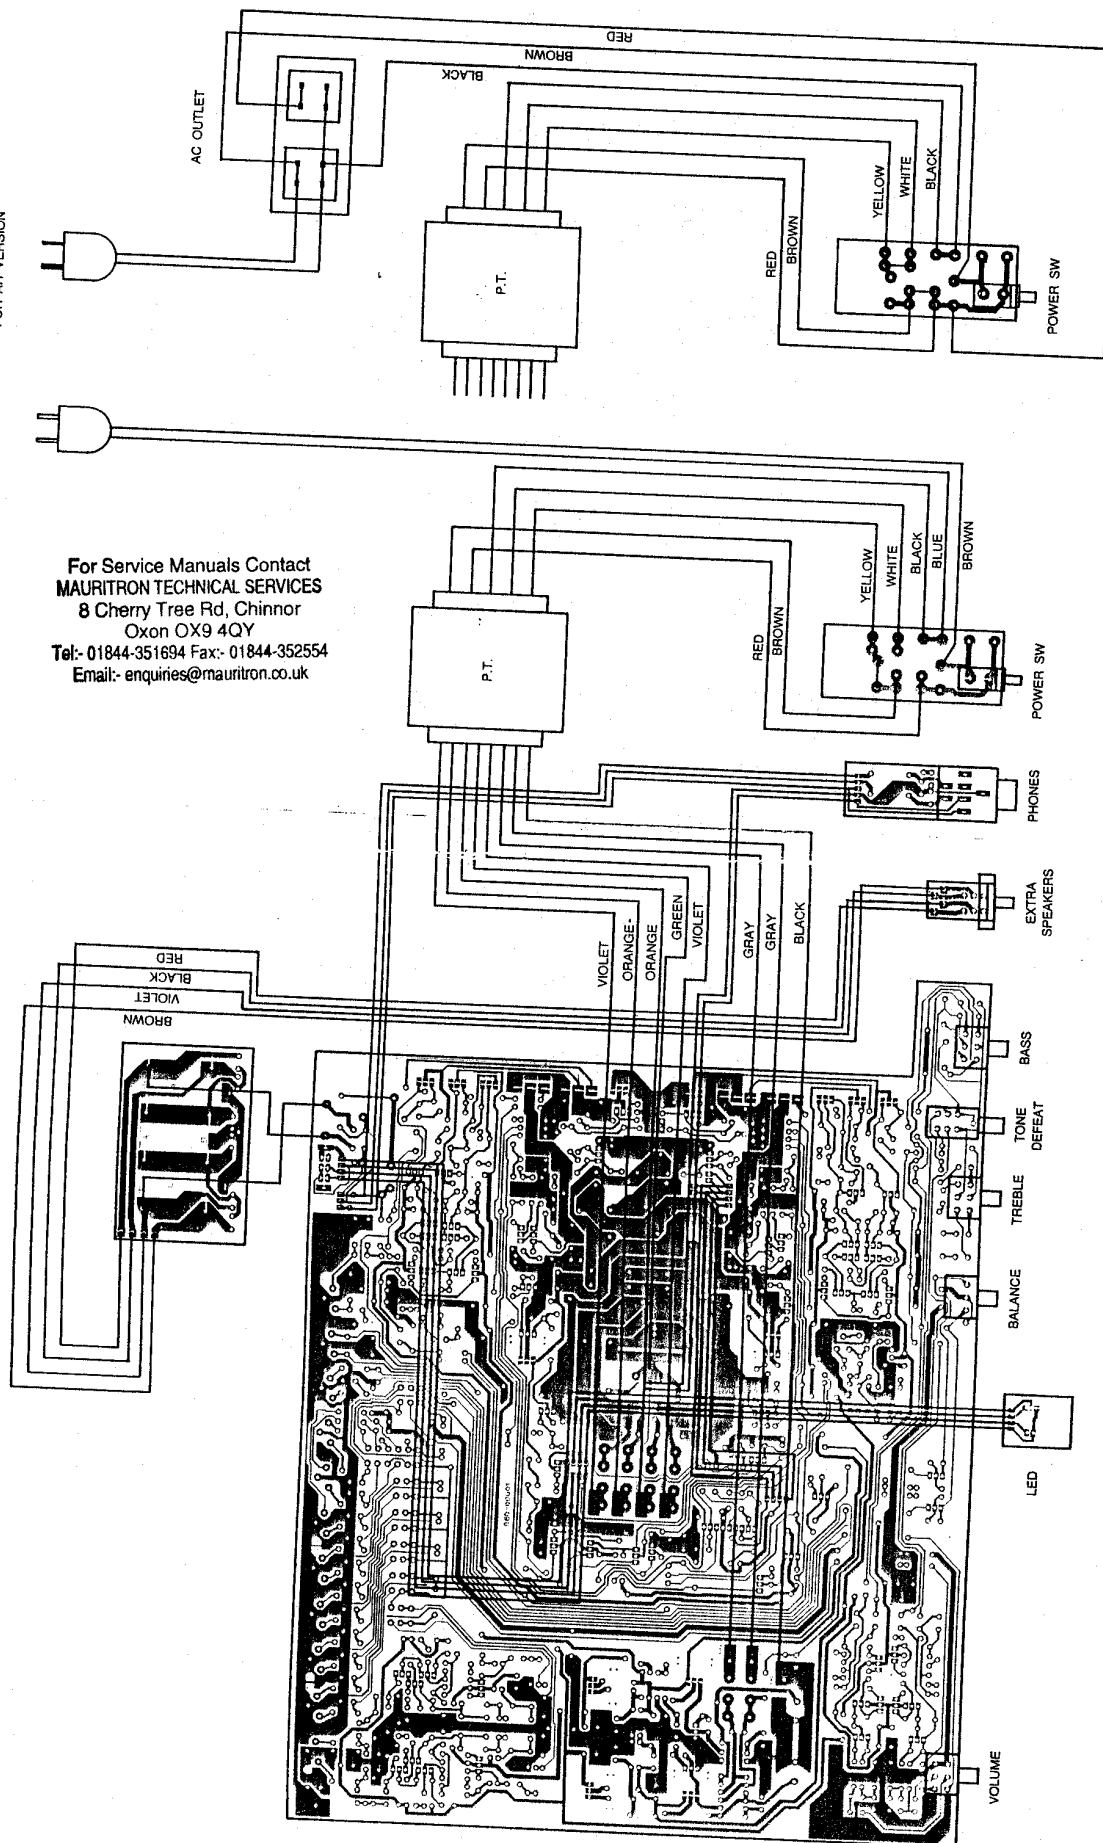 FOR AH VERSION
RED
BROWN
BLACK
AC OUTLET
P.T.
YELLOW
WHITE
BLACK
RED
BROWN
POWER SW
For Service Manuals Contact
MAURITRON TECHNICAL SERVICES
8 Cherry Tree Rd, Chinnor
Oxon OX9 4QY
Tel:- 01844-351694 Fax:- 01844-352554
Email:- enquiries@mauritron.co.uk
P.T.
YELLOW
WHITE
BLACK
BLUE
BROWN
RED
BROWN
POWER SW
PHONES
EXTRA
SPEAKERS
VIOLET
ORANGE-
ORANGE
GREEN
VIOLET
GRAY
GRAY
BLACK
RED
BLACK
VIOLET
BROWN
BASS
TONE
DEFEAT
TREBLE
BALANCE
LED
VOLUME